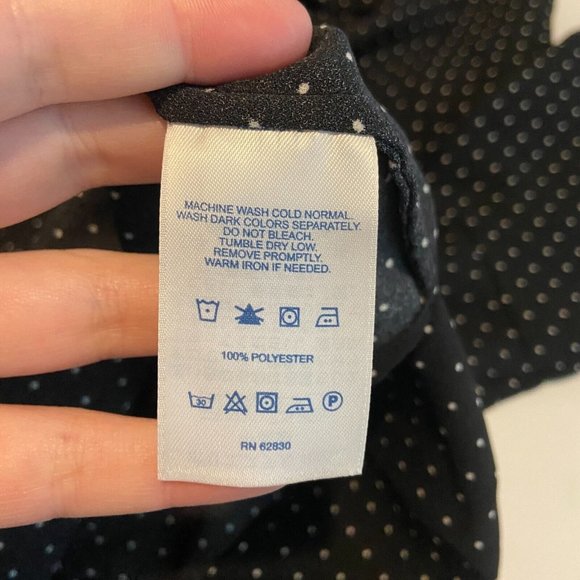 MACHINE WASH COLD NORMAL.
WASH DARK COLORS SEPARATELY.
DO NOT BLEACH.
TUMBLE DRY LOW.
REMOVE PROMPTLY.
WARM IRON IF NEEDED.
100% POLYESTER
30 P
RN 62830